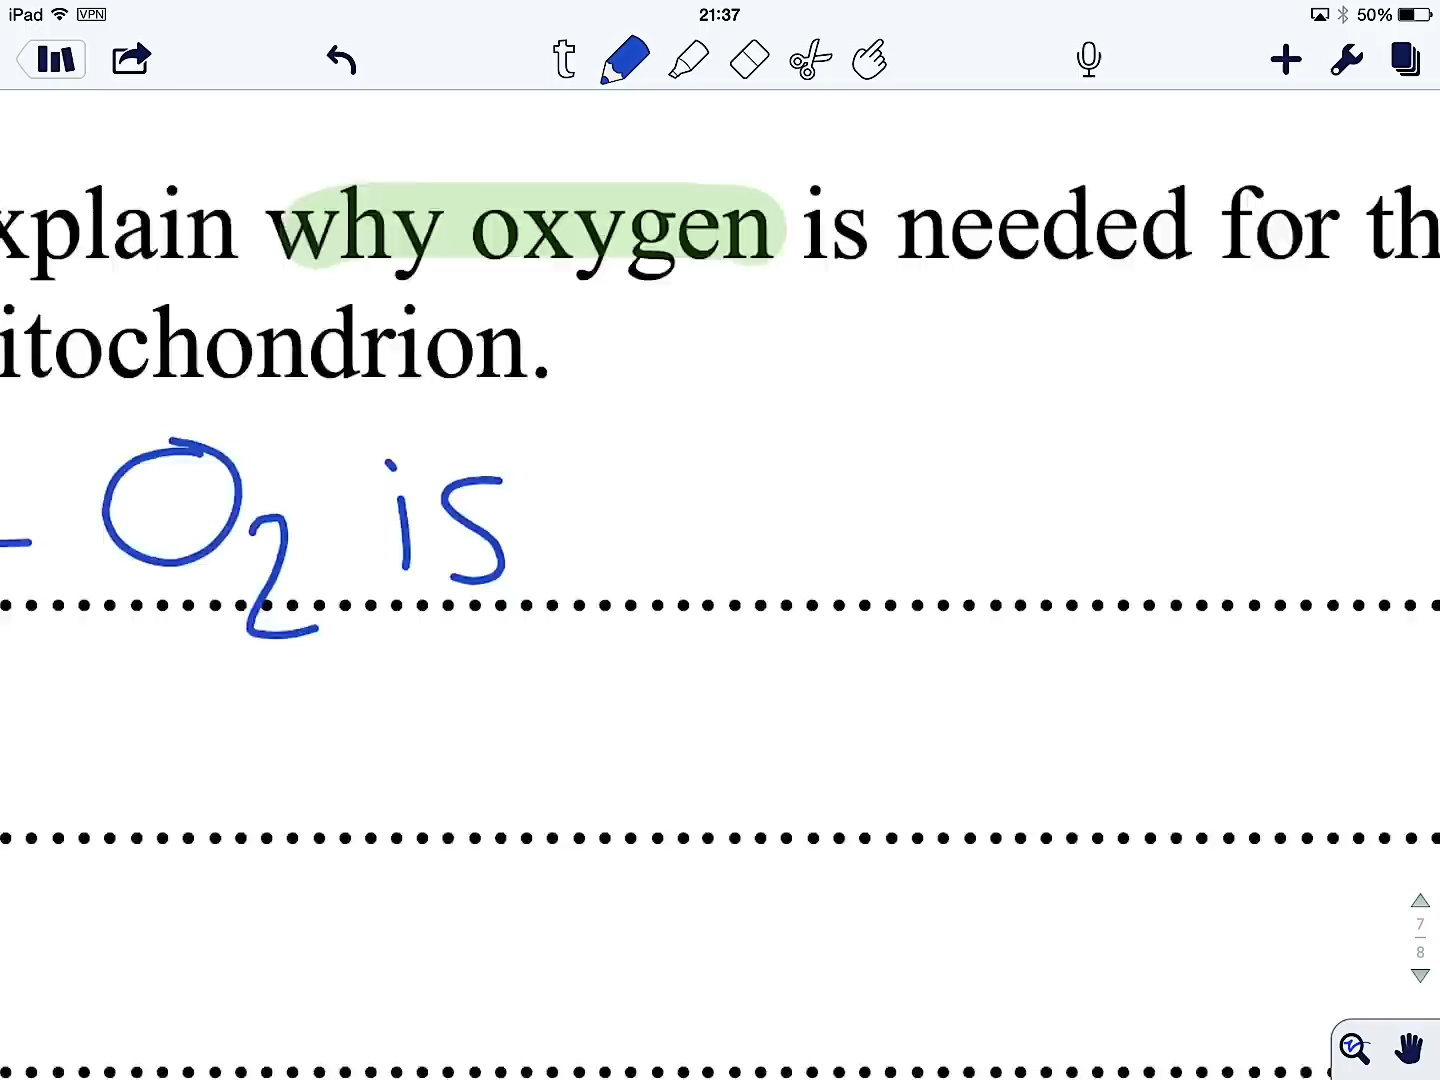 iPad VPN 21:37 50%
t
xplain why oxygen is needed for th
itochondrion.
- O2 is
7
8